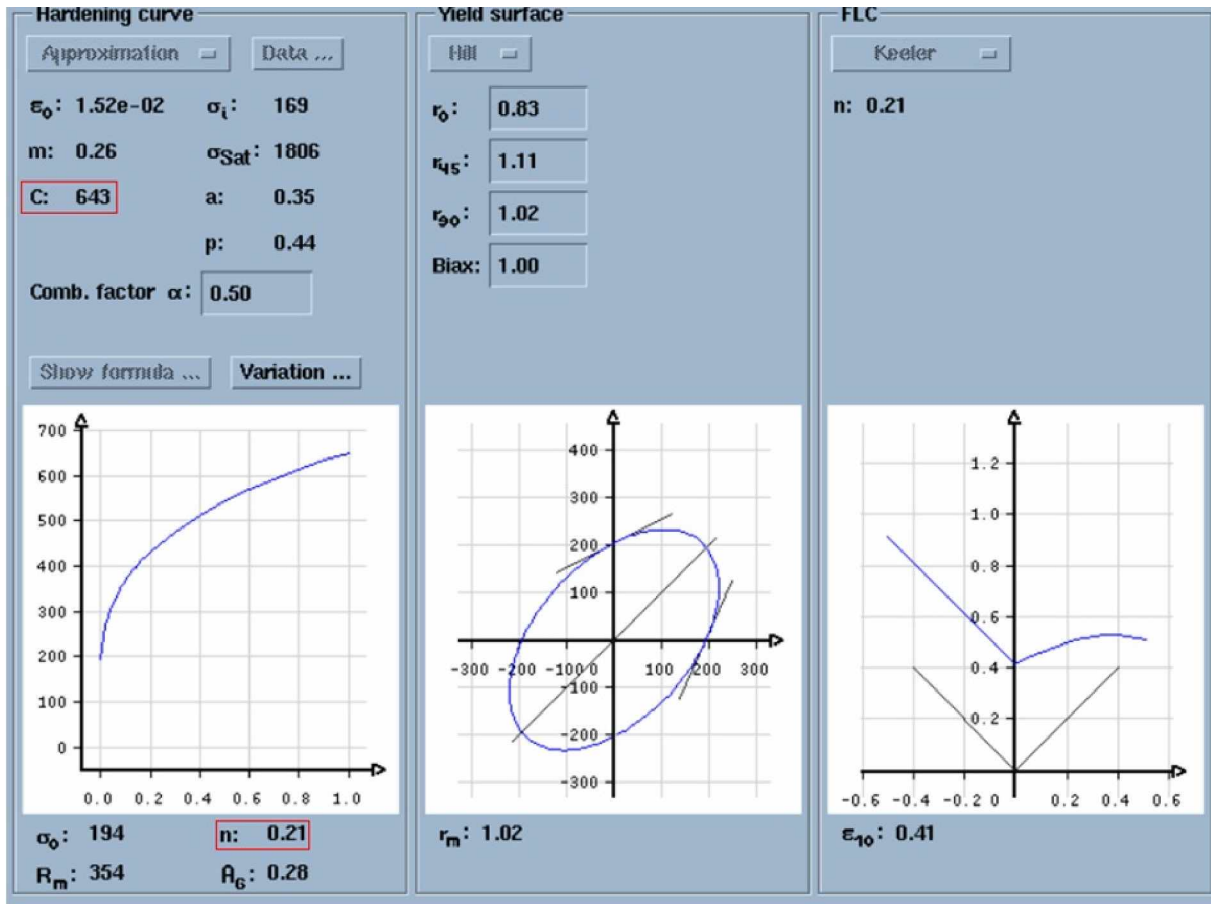 Hardening curve
Approximation
Data ...
ε₀: 1.52e-02
σᵢ: 169
m: 0.26
σSat: 1806
C: 643
a: 0.35
p: 0.44
Comb. factor α: 0.50
Show formula ...
Variation ...
700
600
500
400
300
200
100
0
0.0 0.2 0.4 0.6 0.8 1.0
σ₀: 194
n: 0.21
Rₘ: 354
A_G: 0.28
Yield surface
Hill
r₀: 0.83
r₄₅: 1.11
r₉₀: 1.02
Biax: 1.00
400
300
200
100
-300 -200 -100 0 100 200 300
-100
-200
-300
rₘ: 1.02
FLC
Keeler
n: 0.21
1.2
1.0
0.8
0.6
0.4
0.2
-0.6 -0.4 -0.2 0 0.2 0.4 0.6
ε₁₀: 0.41